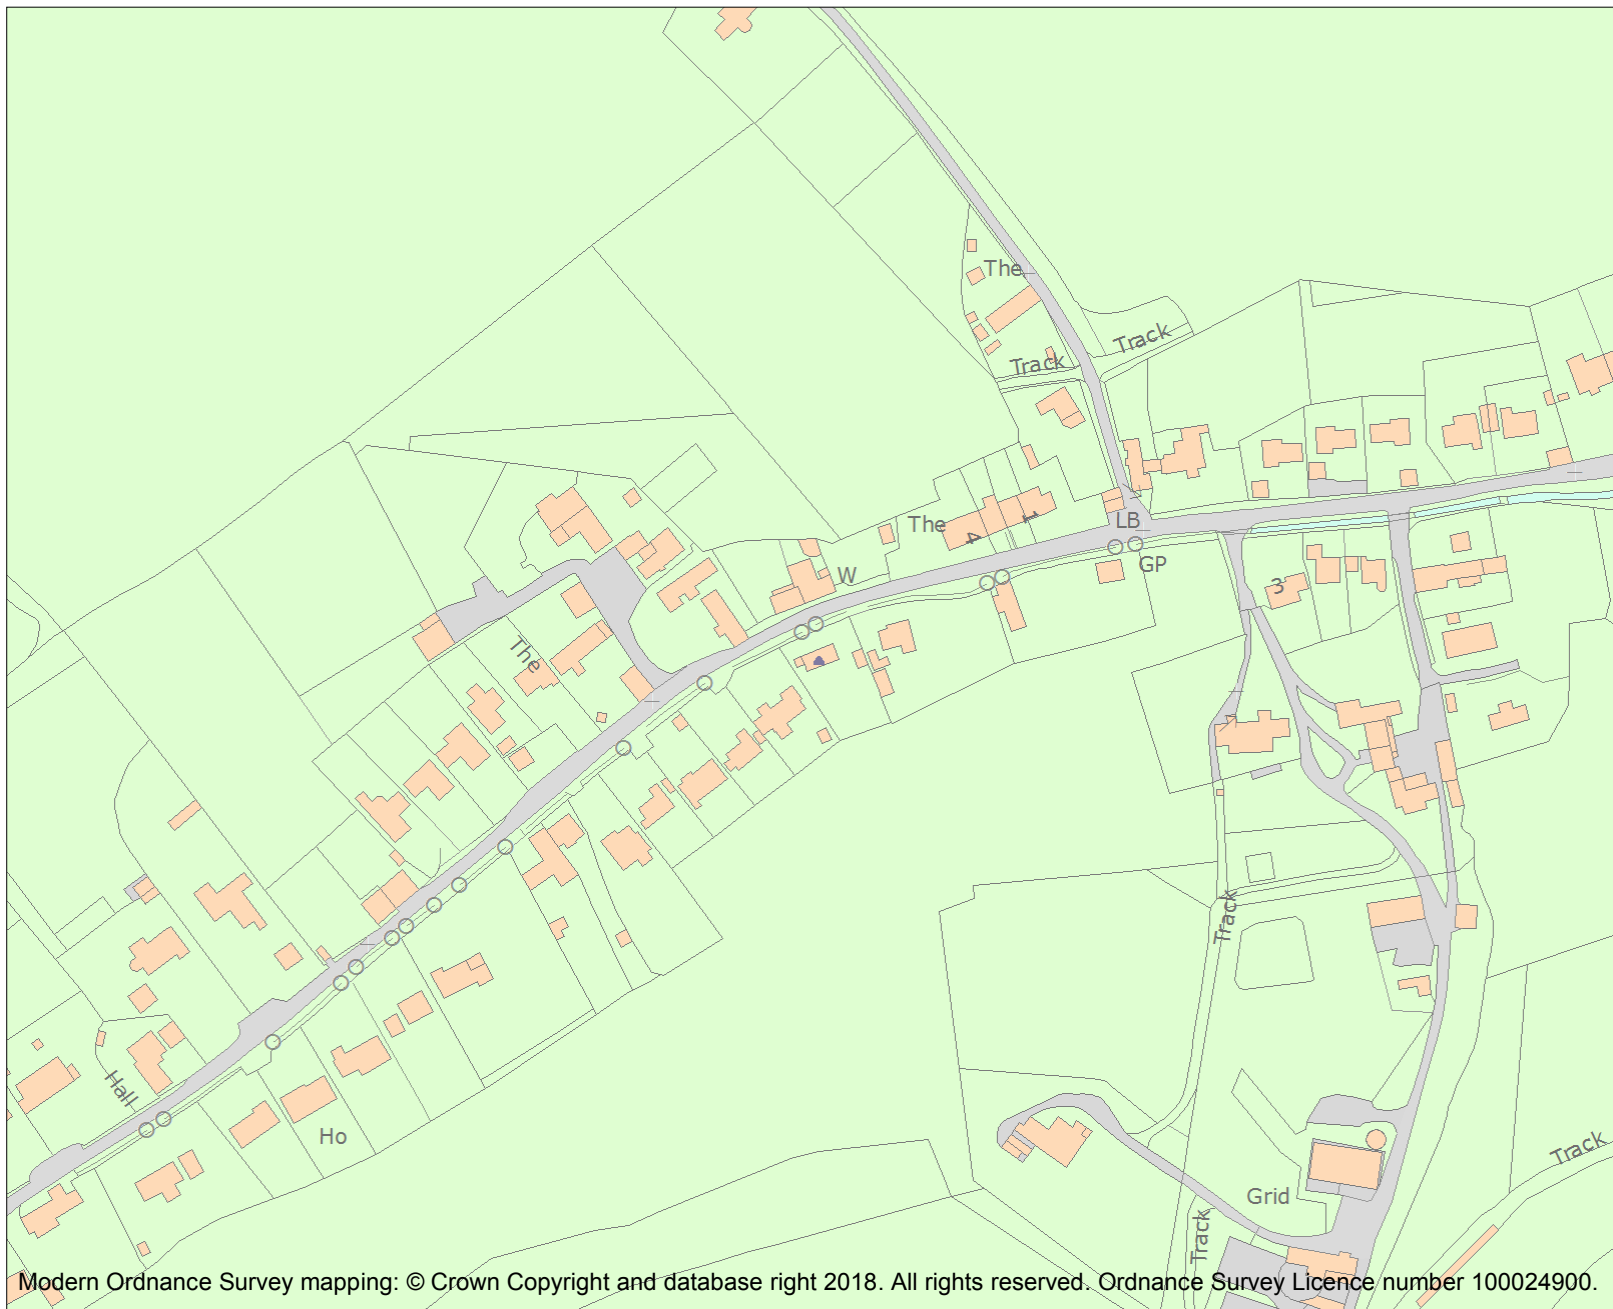 The
Track
Track
The
1
4
LB
GP
W
3
The
Track
Hall
Ho
Track
Grid
Track
Modern Ordnance Survey mapping: © Crown Copyright and database right 2018. All rights reserved. Ordnance Survey Licence number 100024900.